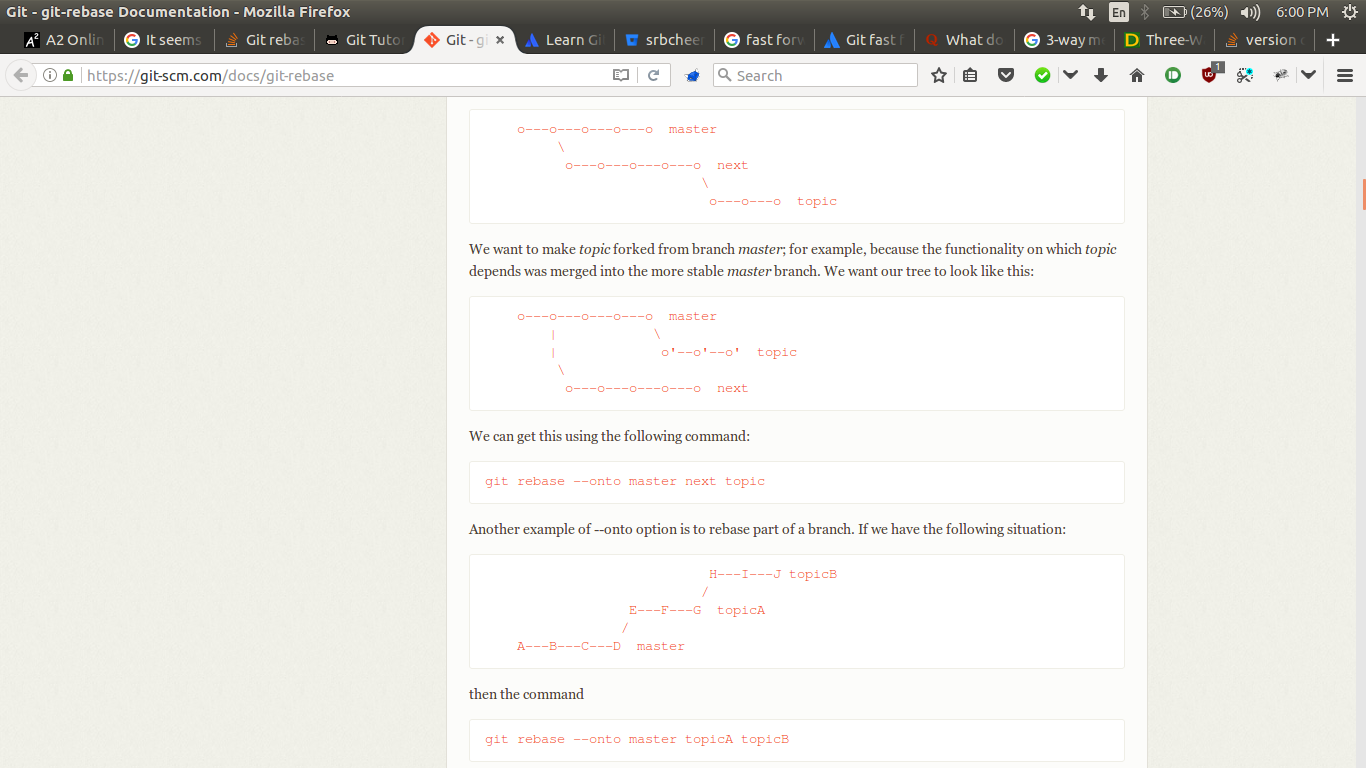 Git - git-rebase Documentation - Mozilla Firefox
En (26%) 6:00 PM
A2 Onlin It seems Git reba Git Tuto Git - gi Learn Gi srbcheer fast forw Git fast f What do 3-way m Three-W version
https://git-scm.com/docs/git-rebase Search 1
o---o---o---o---o  master
     \
      o---o---o---o---o  next
                       \
                        o---o---o  topic
We want to make topic forked from branch master; for example, because the functionality on which topic
depends was merged into the more stable master branch. We want our tree to look like this:
o---o---o---o---o  master
    |            \
    |             o'--o'--o'  topic
     \
      o---o---o---o---o  next
We can get this using the following command:
git rebase --onto master next topic
Another example of --onto option is to rebase part of a branch. If we have the following situation:
                        H---I---J topicB
                       /
              E---F---G  topicA
             /
A---B---C---D  master
then the command
git rebase --onto master topicA topicB